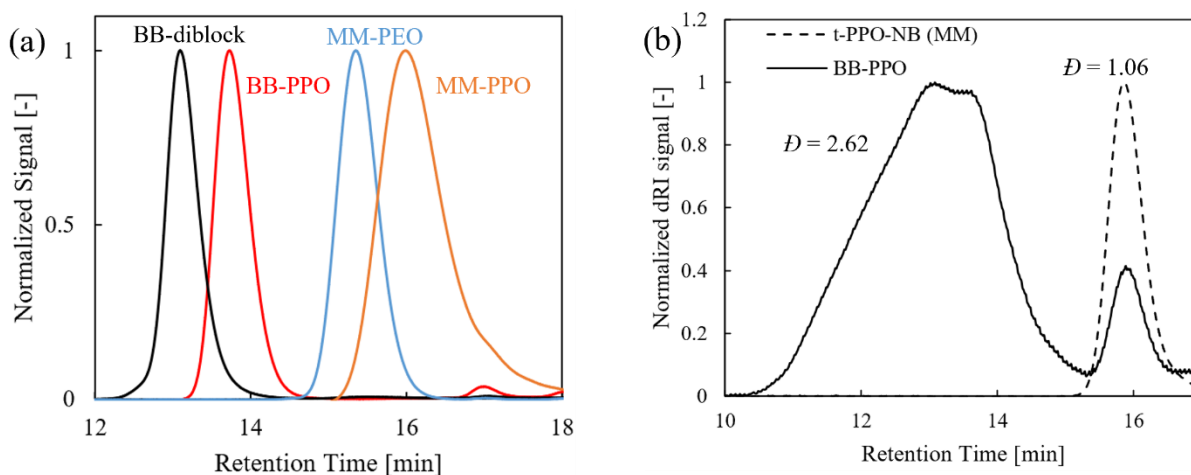 (a)
BB-diblock
MM-PEO
BB-PPO
MM-PPO
Normalized Signal [-]
1
0.5
0
12
14
16
18
Retention Time [min]
(b)
t-PPO-NB (MM)
BB-PPO
Đ = 1.06
Đ = 2.62
Normalized dRI signal [-]
1.2
1
0.8
0.6
0.4
0.2
0
10
12
14
16
Retention Time [min]